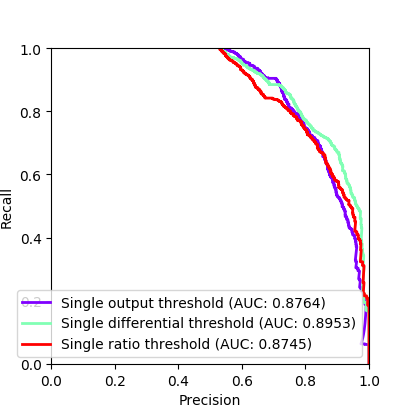 1.0
0.8
0.6
0.4
0.2
0.0
Recall
Single output threshold (AUC: 0.8764)
Single differential threshold (AUC: 0.8953)
Single ratio threshold (AUC: 0.8745)
0.0 0.2 0.4 0.6 0.8 1.0
Precision